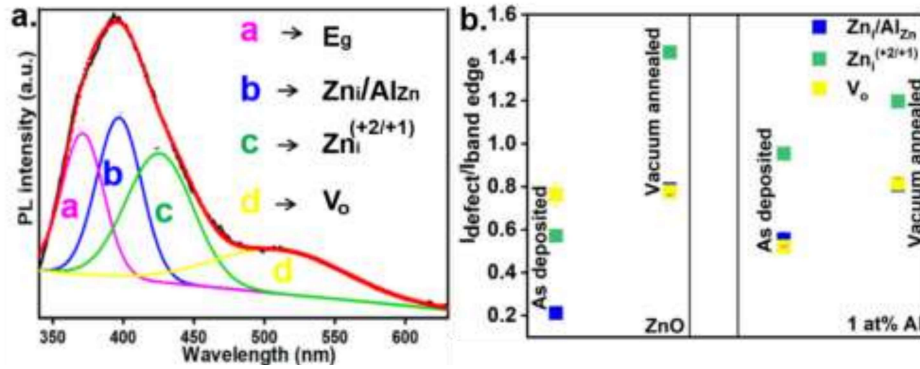 a.
a → Eg
b → Zni/AlZn
c → Zni(+2/+1)
d → Vo
a
b
c
d
PL intensity (a.u.)
350 400 450 500 550 600
Wavelength (nm)
b.
1.6
1.4
1.2
1.0
0.8
0.6
0.4
0.2
Idefect/Iband edge
As deposited
Vacuum annealed
ZnO
Zni/AlZn
Zni(+2/+1)
Vo
As deposited
Vacuum annealed
1 at% Al